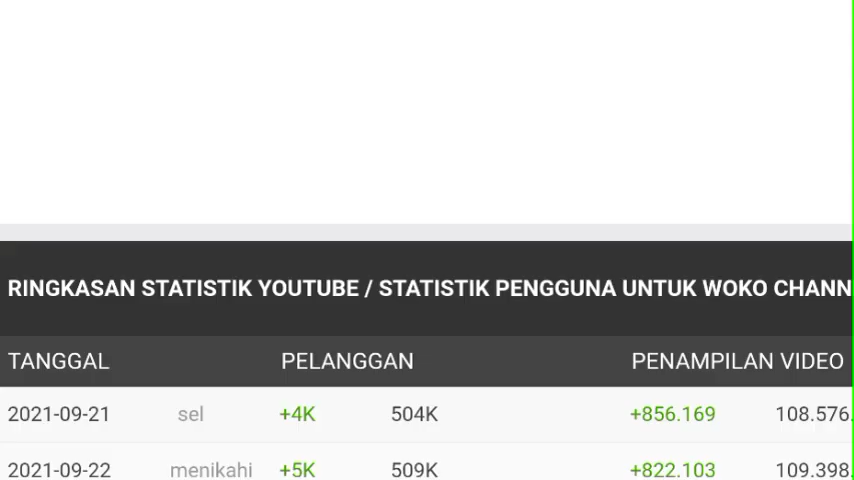 RINGKASAN STATISTIK YOUTUBE / STATISTIK PENGGUNA UNTUK WOKO CHANN
TANGGAL PELANGGAN PENAMPILAN VIDEO
2021-09-21 sel +4K 504K +856.169 108.576.
2021-09-22 menikahi +5K 509K +822.103 109.398.